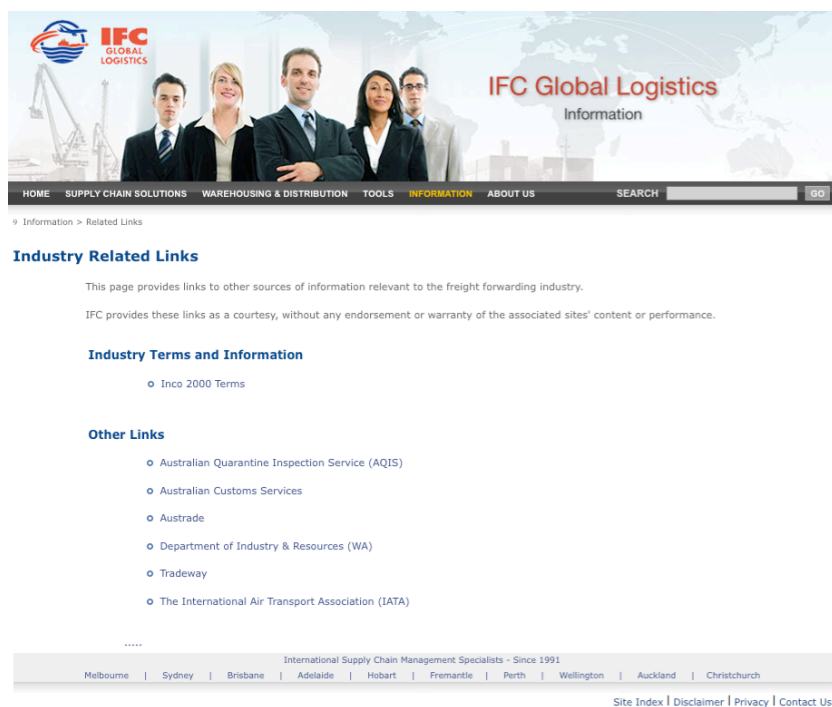 IFC
GLOBAL
LOGISTICS
IFC Global Logistics
Information
HOME SUPPLY CHAIN SOLUTIONS WAREHOUSING & DISTRIBUTION TOOLS INFORMATION ABOUT US SEARCH GO
Information > Related Links
Industry Related Links
This page provides links to other sources of information relevant to the freight forwarding industry.
IFC provides these links as a courtesy, without any endorsement or warranty of the associated sites' content or performance.
Industry Terms and Information
Inco 2000 Terms
Other Links
Australian Quarantine Inspection Service (AQIS)
Australian Customs Services
Austrade
Department of Industry & Resources (WA)
Tradeway
The International Air Transport Association (IATA)
.....
International Supply Chain Management Specialists - Since 1991
Melbourne | Sydney | Brisbane | Adelaide | Hobart | Fremantle | Perth | Wellington | Auckland | Christchurch
Site Index | Disclaimer | Privacy | Contact Us